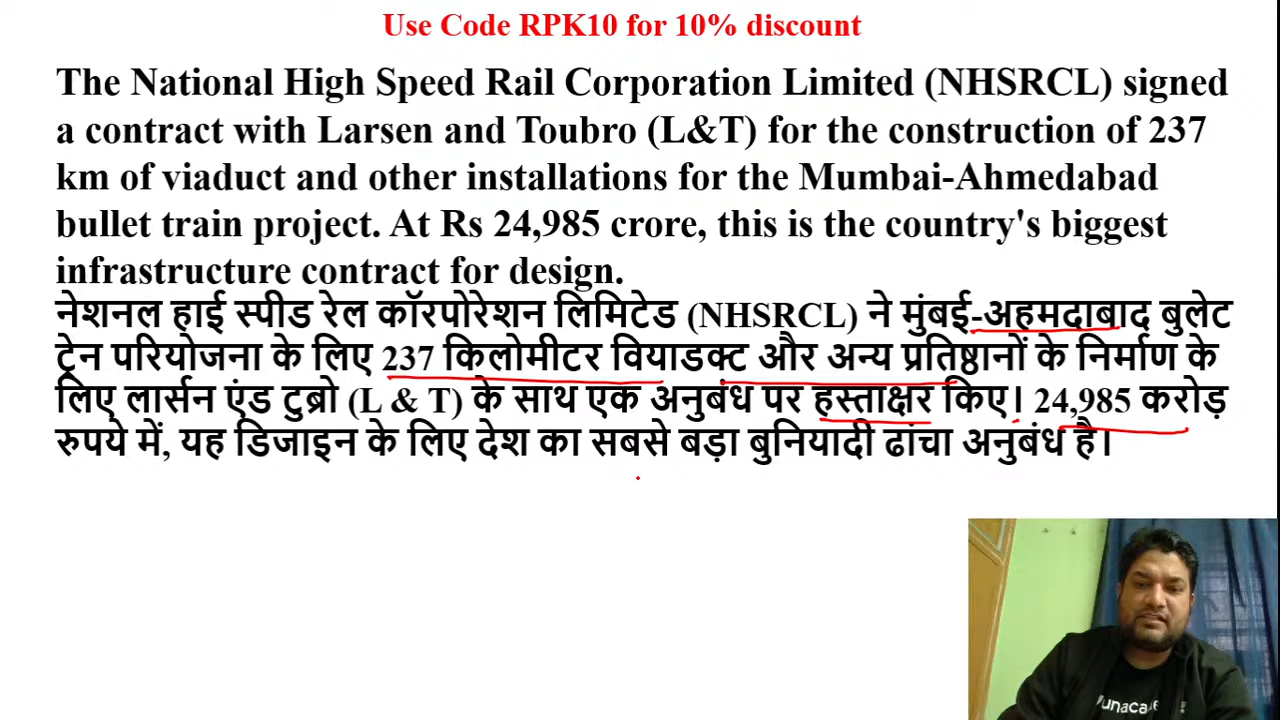 Use Code RPK10 for 10% discount
The National High Speed Rail Corporation Limited (NHSRCL) signed
a contract with Larsen and Toubro (L&T) for the construction of 237
km of viaduct and other installations for the Mumbai-Ahmedabad
bullet train project. At Rs 24,985 crore, this is the country's biggest
infrastructure contract for design.
नेशनल हाई स्पीड रेल कॉरपोरेशन लिमिटेड (NHSRCL) ने मुंबई-अहमदाबाद बुलेट
ट्रेन परियोजना के लिए 237 किलोमीटर वियाडक्ट और अन्य प्रतिष्ठानों के निर्माण के
लिए लार्सन एंड टुब्रो (L & T) के साथ एक अनुबंध पर हस्ताक्षर किए। 24,985 करोड़
रुपये में, यह डिजाइन के लिए देश का सबसे बड़ा बुनियादी ढांचा अनुबंध है।